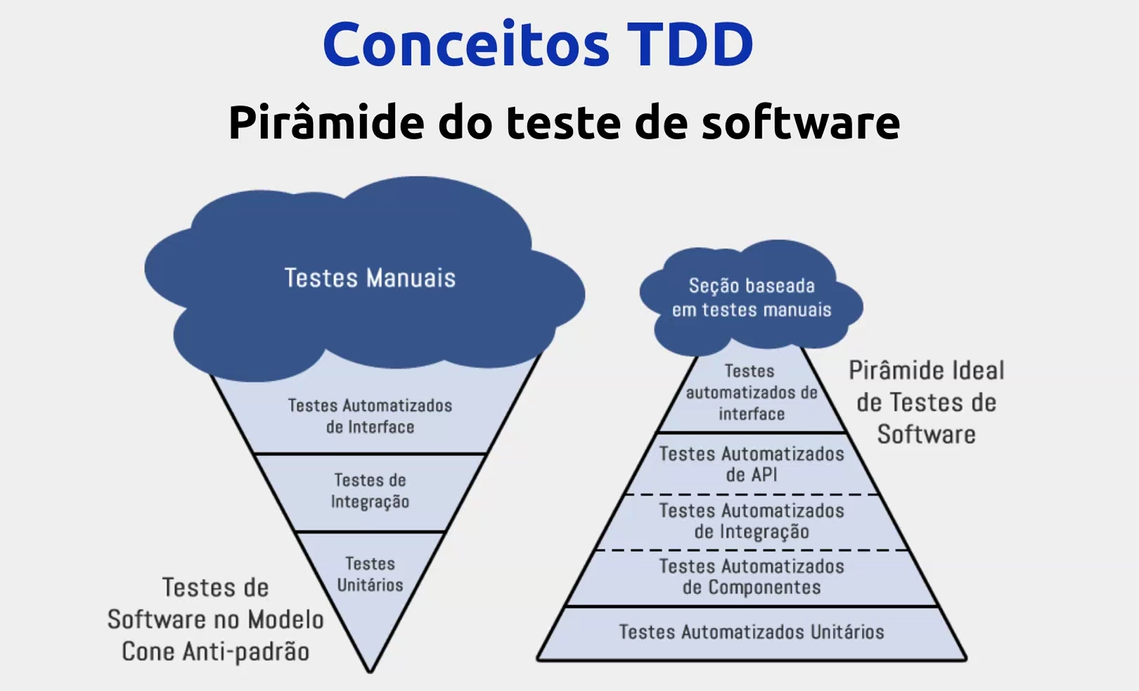 Conceitos TDD
Pirâmide do teste de software
Testes Manuais
Testes Automatizados
de Interface
Testes de
Integração
Testes
Unitários
Testes de
Software no Modelo
Cone Anti-padrão
Seção baseada
em testes manuais
Testes
automatizados de
interface
Testes Automatizados
de API
Testes Automatizados
de Integração
Testes Automatizados
de Componentes
Testes Automatizados Unitários
Pirâmide Ideal
de Testes de
Software